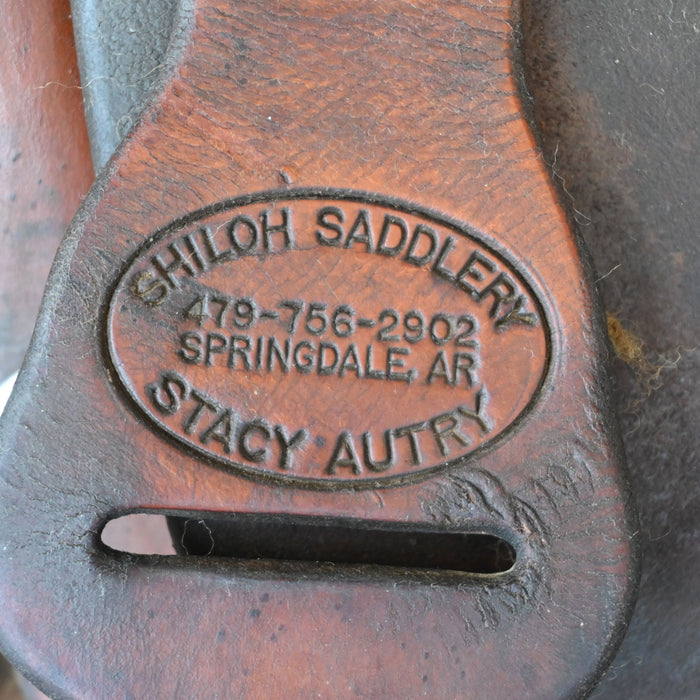 SHILOH SADDLERY
479-756-2902
SPRINGDALE, AR
STACY AUTRY